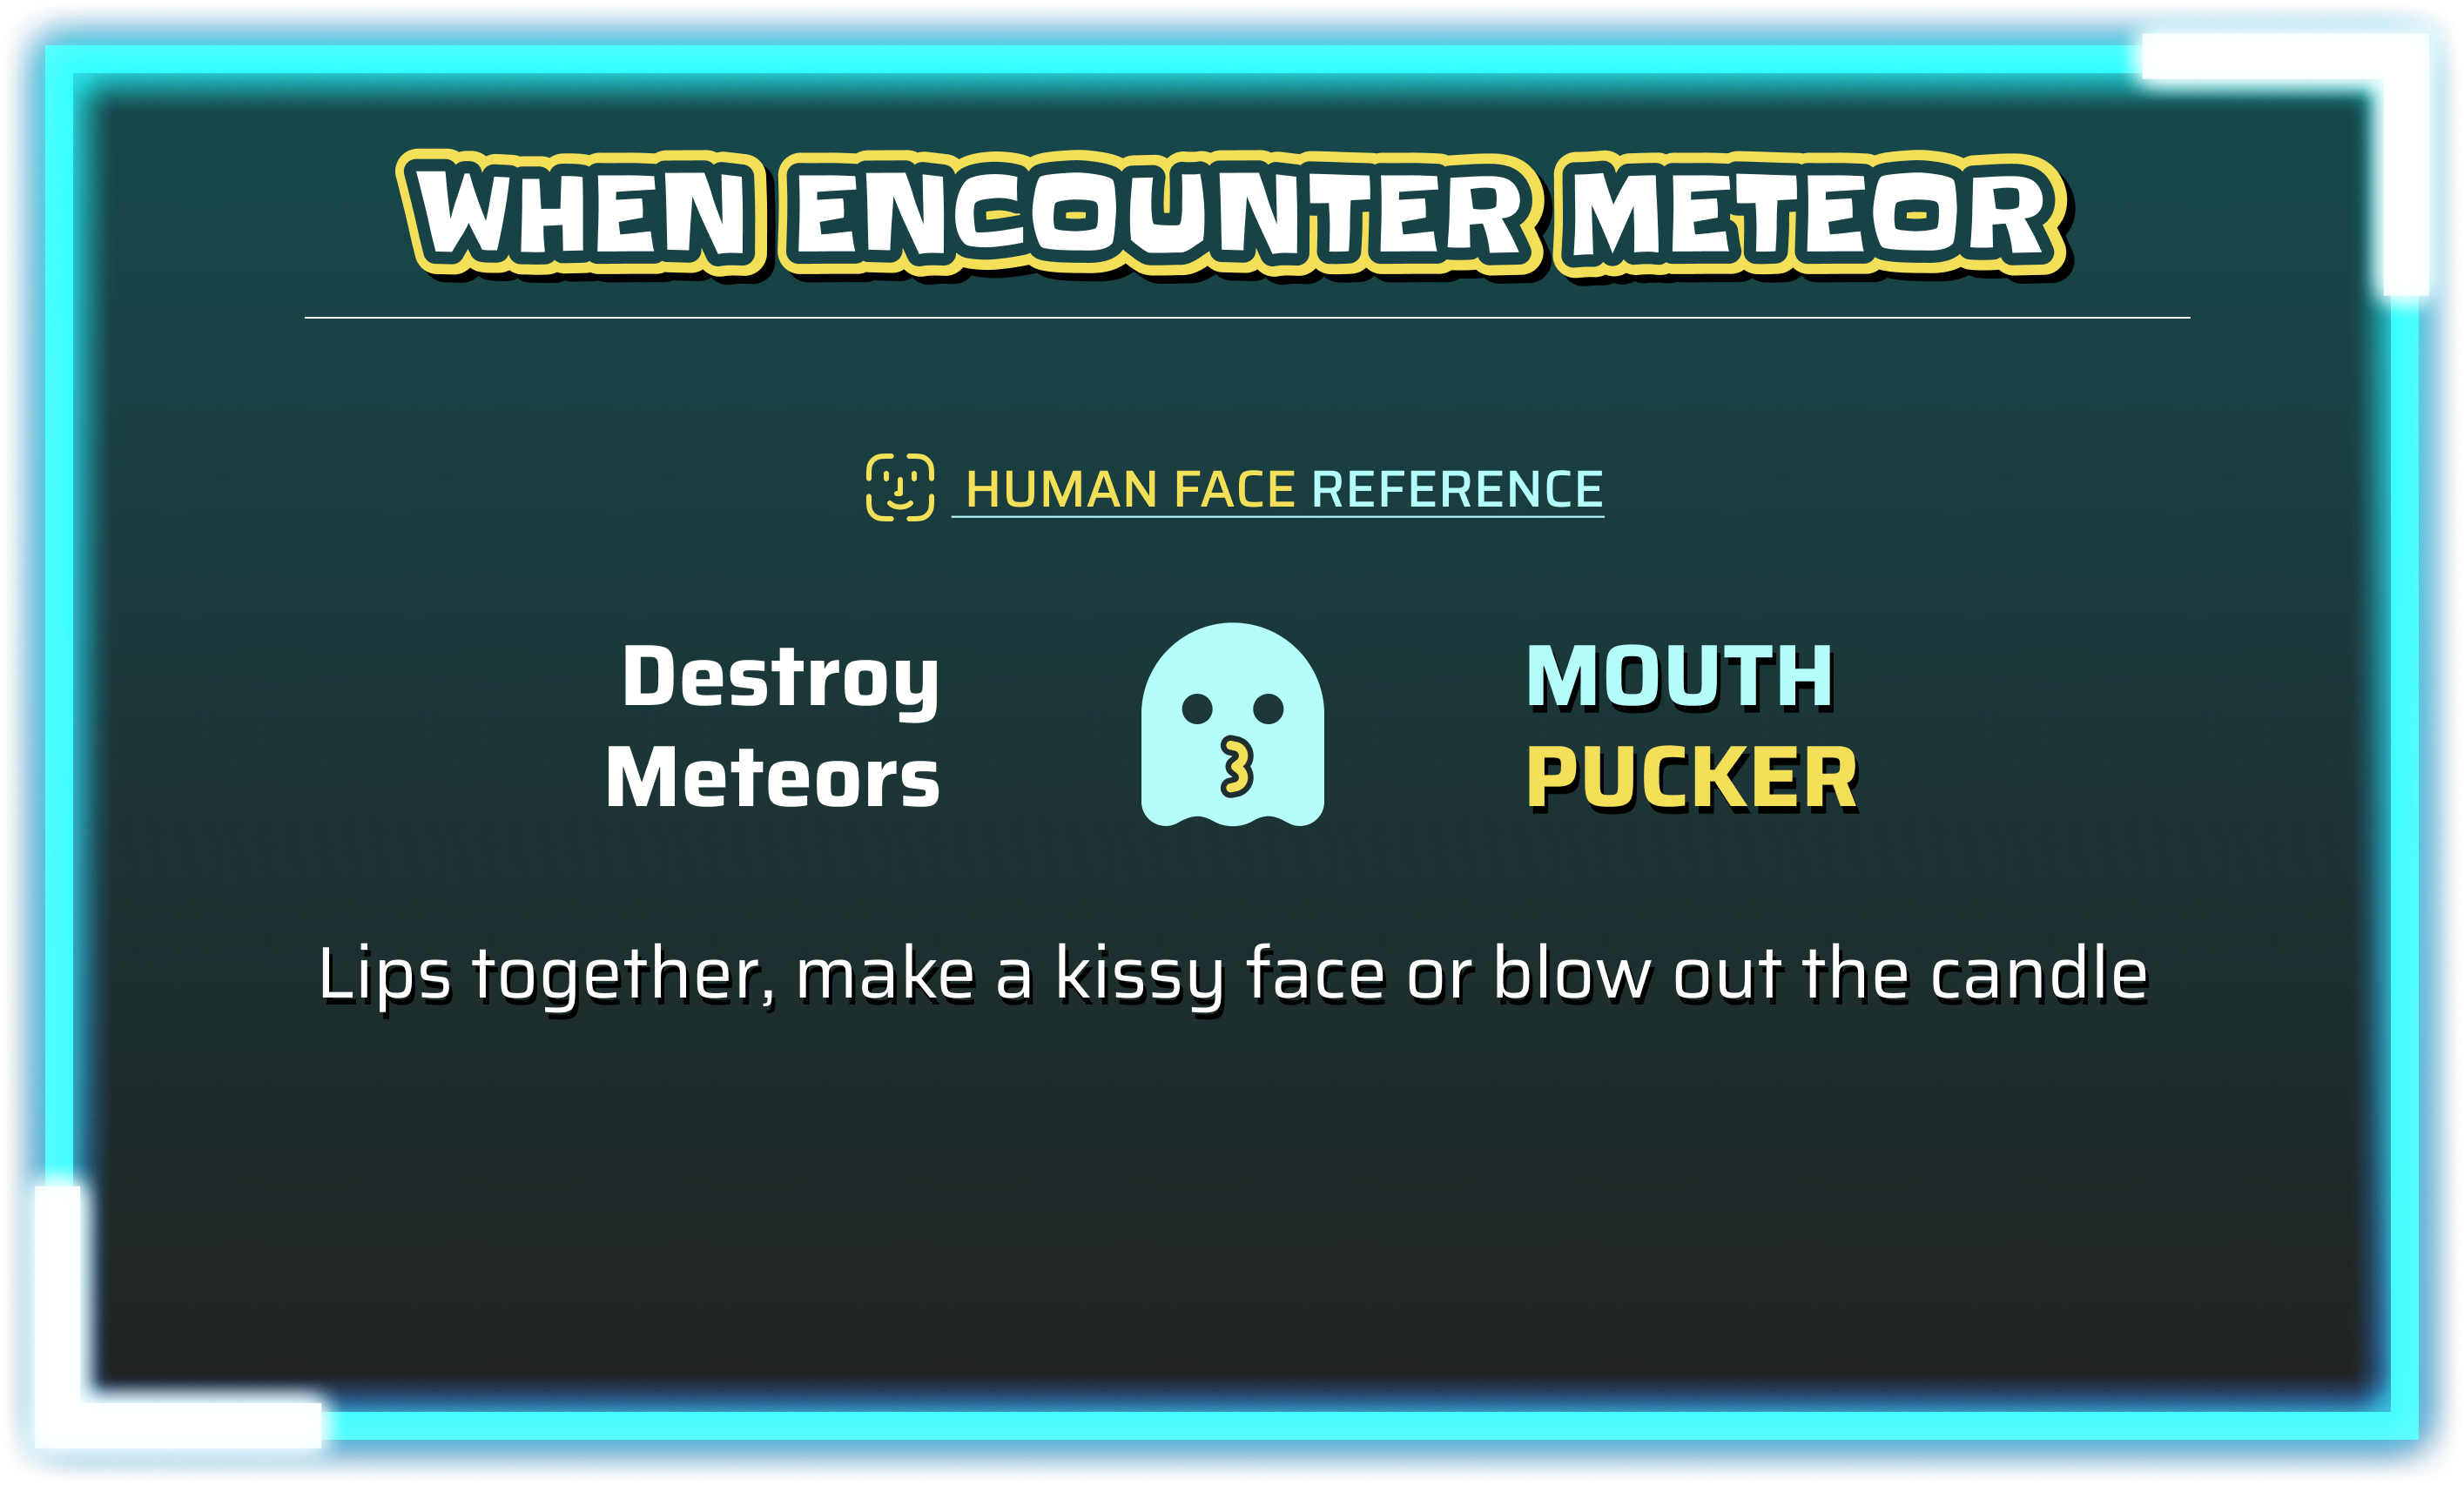 WHEN ENCOUNTER METEOR
HUMAN FACE REFERENCE
Destroy
Meteors
MOUTH
PUCKER
Lips together, make a kissy face or blow out the candle